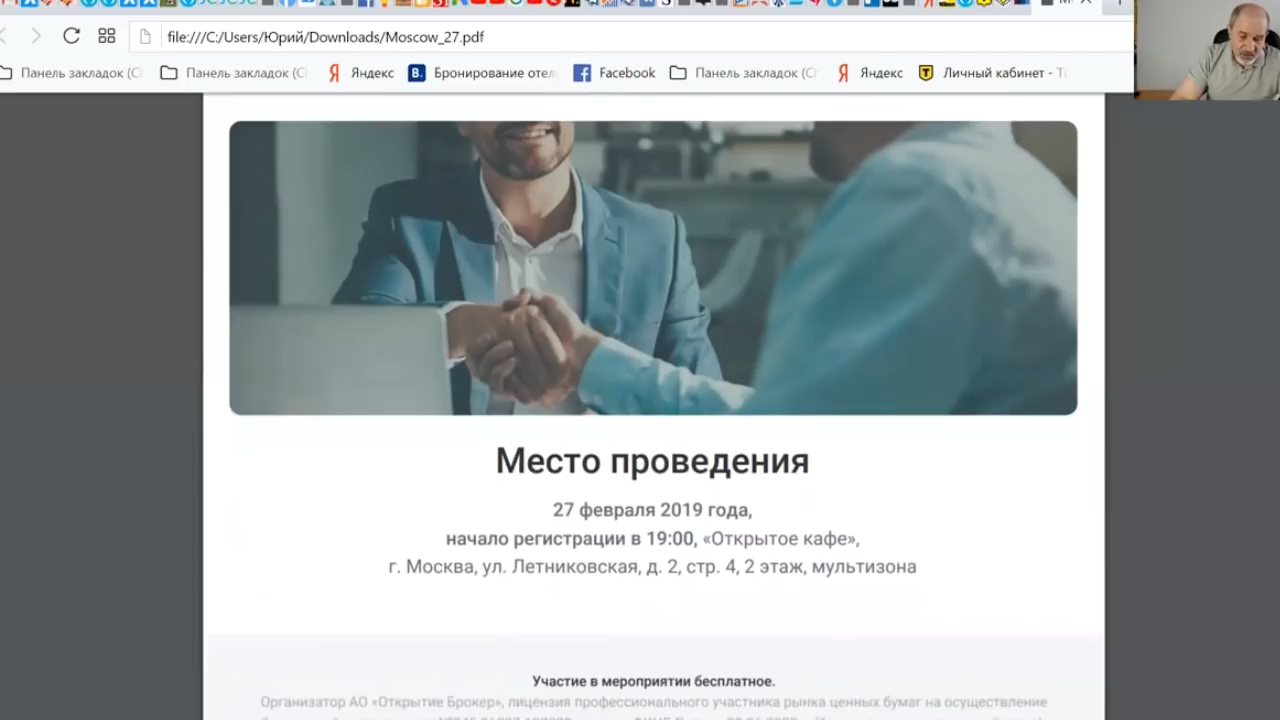 file:///C:/Users/Юрий/Downloads/Moscow_27.pdf
Панель закладок (С Панель закладок (С Яндекс B. Бронирование отел Facebook Панель закладок (С Яндекс Личный кабинет - Т
Место проведения
27 февраля 2019 года,
начало регистрации в 19:00, «Открытое кафе»,
г. Москва, ул. Летниковская, д. 2, стр. 4, 2 этаж, мультизона
Участие в мероприятии бесплатное.
Организатор АО «Открытие Брокер», лицензия профессионального участника рынка ценных бумаг на осуществление